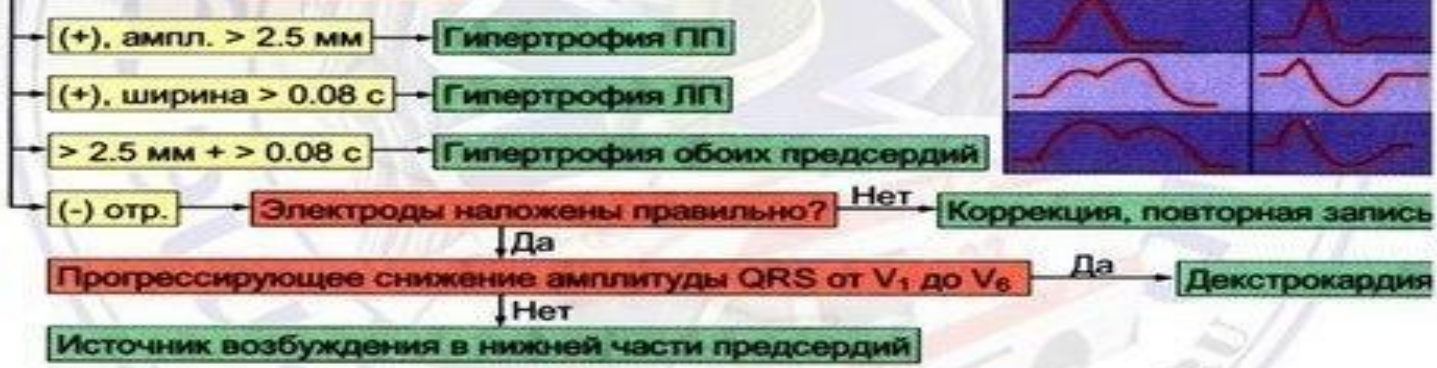 (+), ампл. > 2.5 мм Гипертрофия ПП
(+), ширина > 0.08 с Гипертрофия ЛП
> 2.5 мм + > 0.08 с Гипертрофия обоих предсердий
(-) отр. Электроды наложены правильно? Нет Коррекция, повторная запись
Да
Прогрессирующее снижение амплитуды QRS от V₁ до V₆ Да Декстрокардия
Нет
Источник возбуждения в нижней части предсердий
RU